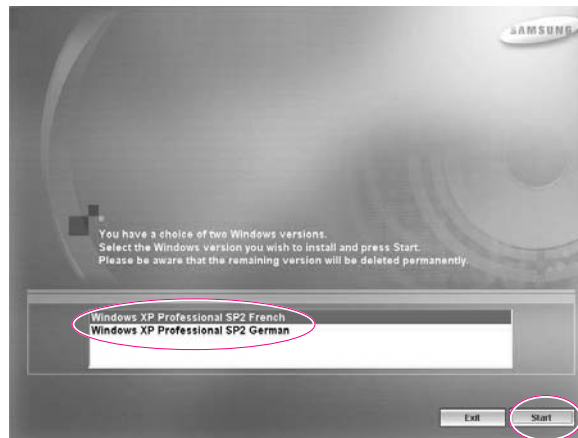 SAMSUNG
You have a choice of two Windows versions.
Select the Windows version you wish to install and press Start.
Please be aware that the remaining version will be deleted permanently.
Windows XP Professional SP2 French
Windows XP Professional SP2 German
Exit
Start